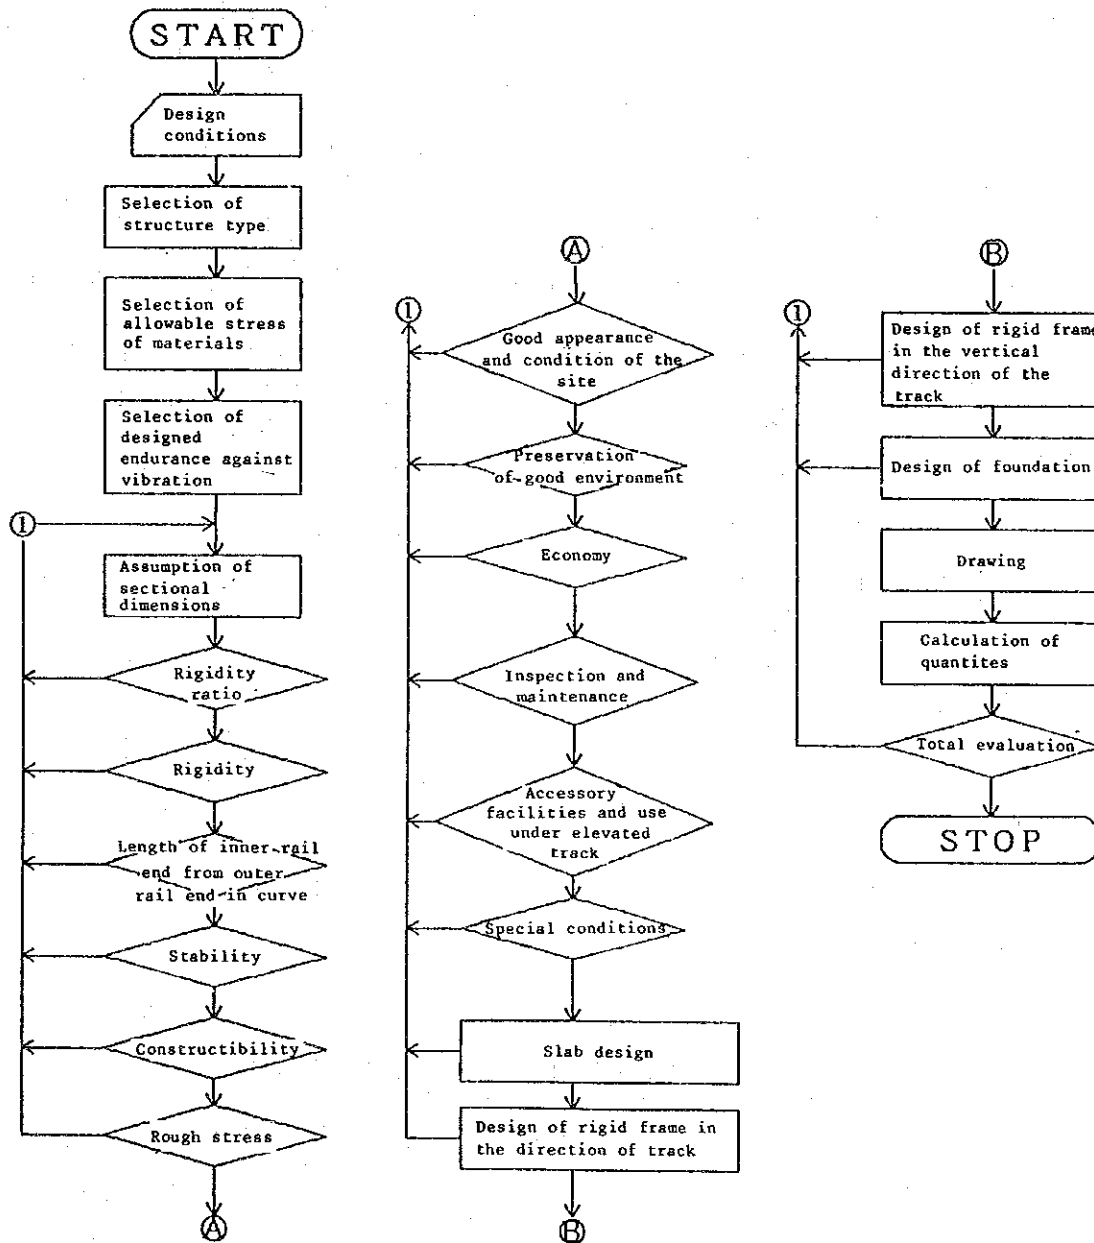 START
Design
conditions
Selection of
structure type
Selection of
allowable stress
of materials
Selection of
designed
endurance against
vibration
①
Assumption of
sectional
dimensions
Rigidity
ratio
Rigidity
Length of inner rail
end from outer
rail end in curve
Stability
Constructibility
Rough stress
Ⓐ
Ⓐ
①
Good appearance
and condition of the
site
Preservation
of good environment
Economy
Inspection and
maintenance
Accessory
facilities and use
under elevated
track
Special conditions
Slab design
Design of rigid frame in
the direction of track
Ⓑ
Ⓑ
①
Design of rigid frame
in the vertical
direction of the
track
Design of foundation
Drawing
Calculation of
quantites
Total evaluation
STOP